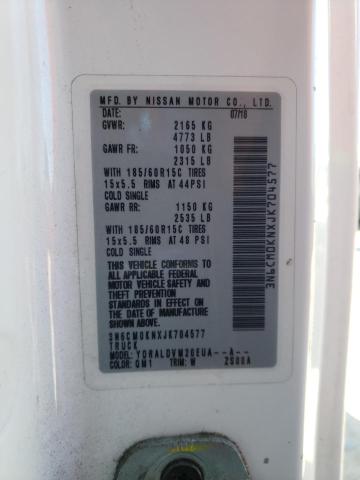 MFD. BY NISSAN MOTOR CO., LTD.
DATE: 07/18
GVWR: 2165 KG
4773 LB
GAWR FR: 1050 KG
2315 LB
WITH 185/60R15C TIRES
15x5.5 RIMS AT 44PSI
COLD SINGLE
GAWR RR: 1150 KG
2535 LB
WITH 185/60R15C TIRES
15x5.5 RIMS AT 48 PSI
COLD SINGLE
THIS VEHICLE CONFORMS TO ALL
APPLICABLE FEDERAL
MOTOR VEHICLE SAFETY AND
THEFT PREVENTION
STANDARDS IN EFFECT ON
THE DATE
OF MANUFACTURE SHOWN
ABOVE.
3N6CM0KNXJK704577
TRUCK
MODEL: YDRALDVM20EUA--A--
COLOR: QM1 TRIM: W
3N6CM0KNXJK704577